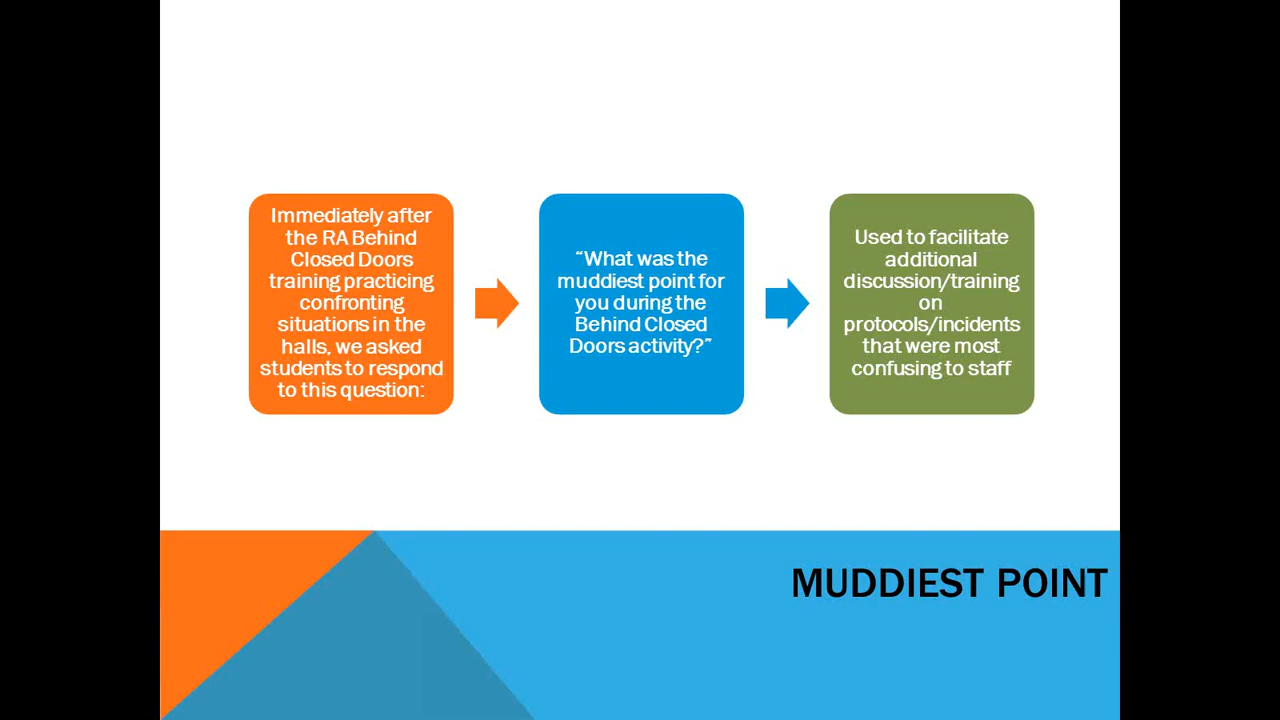 Immediately after
the RA Behind
Closed Doors
training practicing
confronting
situations in the
halls, we asked
students to respond
to this question:
“What was the
muddiest point for
you during the
Behind Closed
Doors activity?”
Used to facilitate
additional
discussion/training
on
protocols/incidents
that were most
confusing to staff
MUDDIEST POINT